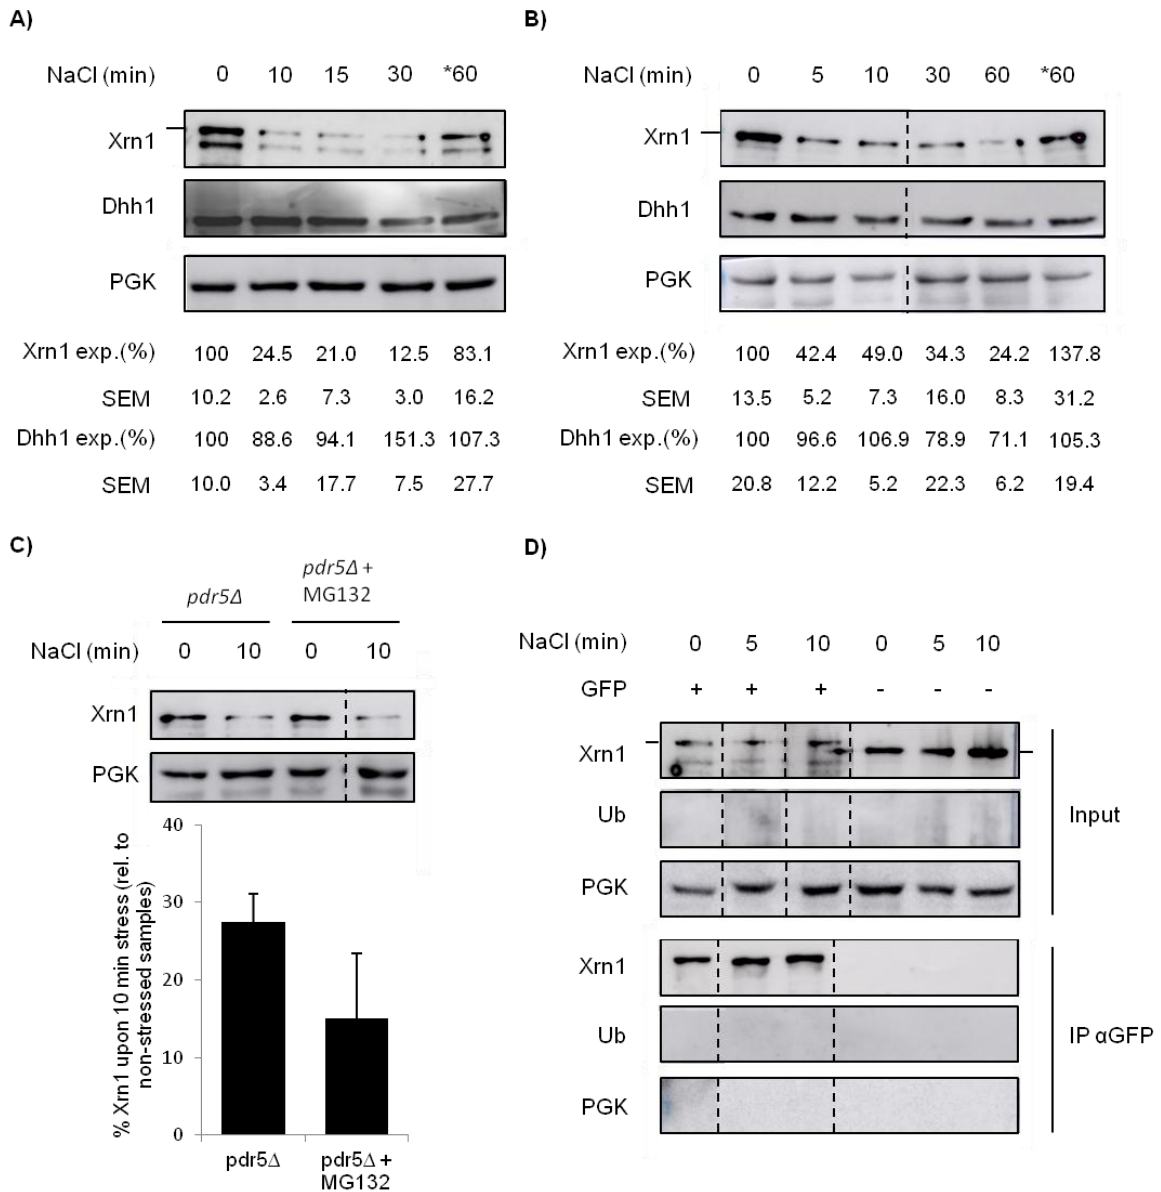 A)
NaCl (min) 0 10 15 30 *60
Xrn1
Dhh1
PGK
Xrn1 exp.(%) 100 24.5 21.0 12.5 83.1
SEM 10.2 2.6 7.3 3.0 16.2
Dhh1 exp.(%) 100 88.6 94.1 151.3 107.3
SEM 10.0 3.4 17.7 7.5 27.7
B)
NaCl (min) 0 5 10 30 60 *60
Xrn1
Dhh1
PGK
Xrn1 exp.(%) 100 42.4 49.0 34.3 24.2 137.8
SEM 13.5 5.2 7.3 16.0 8.3 31.2
Dhh1 exp.(%) 100 96.6 106.9 78.9 71.1 105.3
SEM 20.8 12.2 5.2 22.3 6.2 19.4
C)
pdr5Δ
pdr5Δ +
MG132
NaCl (min) 0 10 0 10
Xrn1
PGK
% Xrn1 upon 10 min stress (rel. to
non-stressed samples)
40
30
20
10
0
pdr5Δ
pdr5Δ +
MG132
D)
NaCl (min) 0 5 10 0 5 10
GFP + + + - - -
Xrn1
Ub
PGK
Input
Xrn1
Ub
PGK
IP αGFP